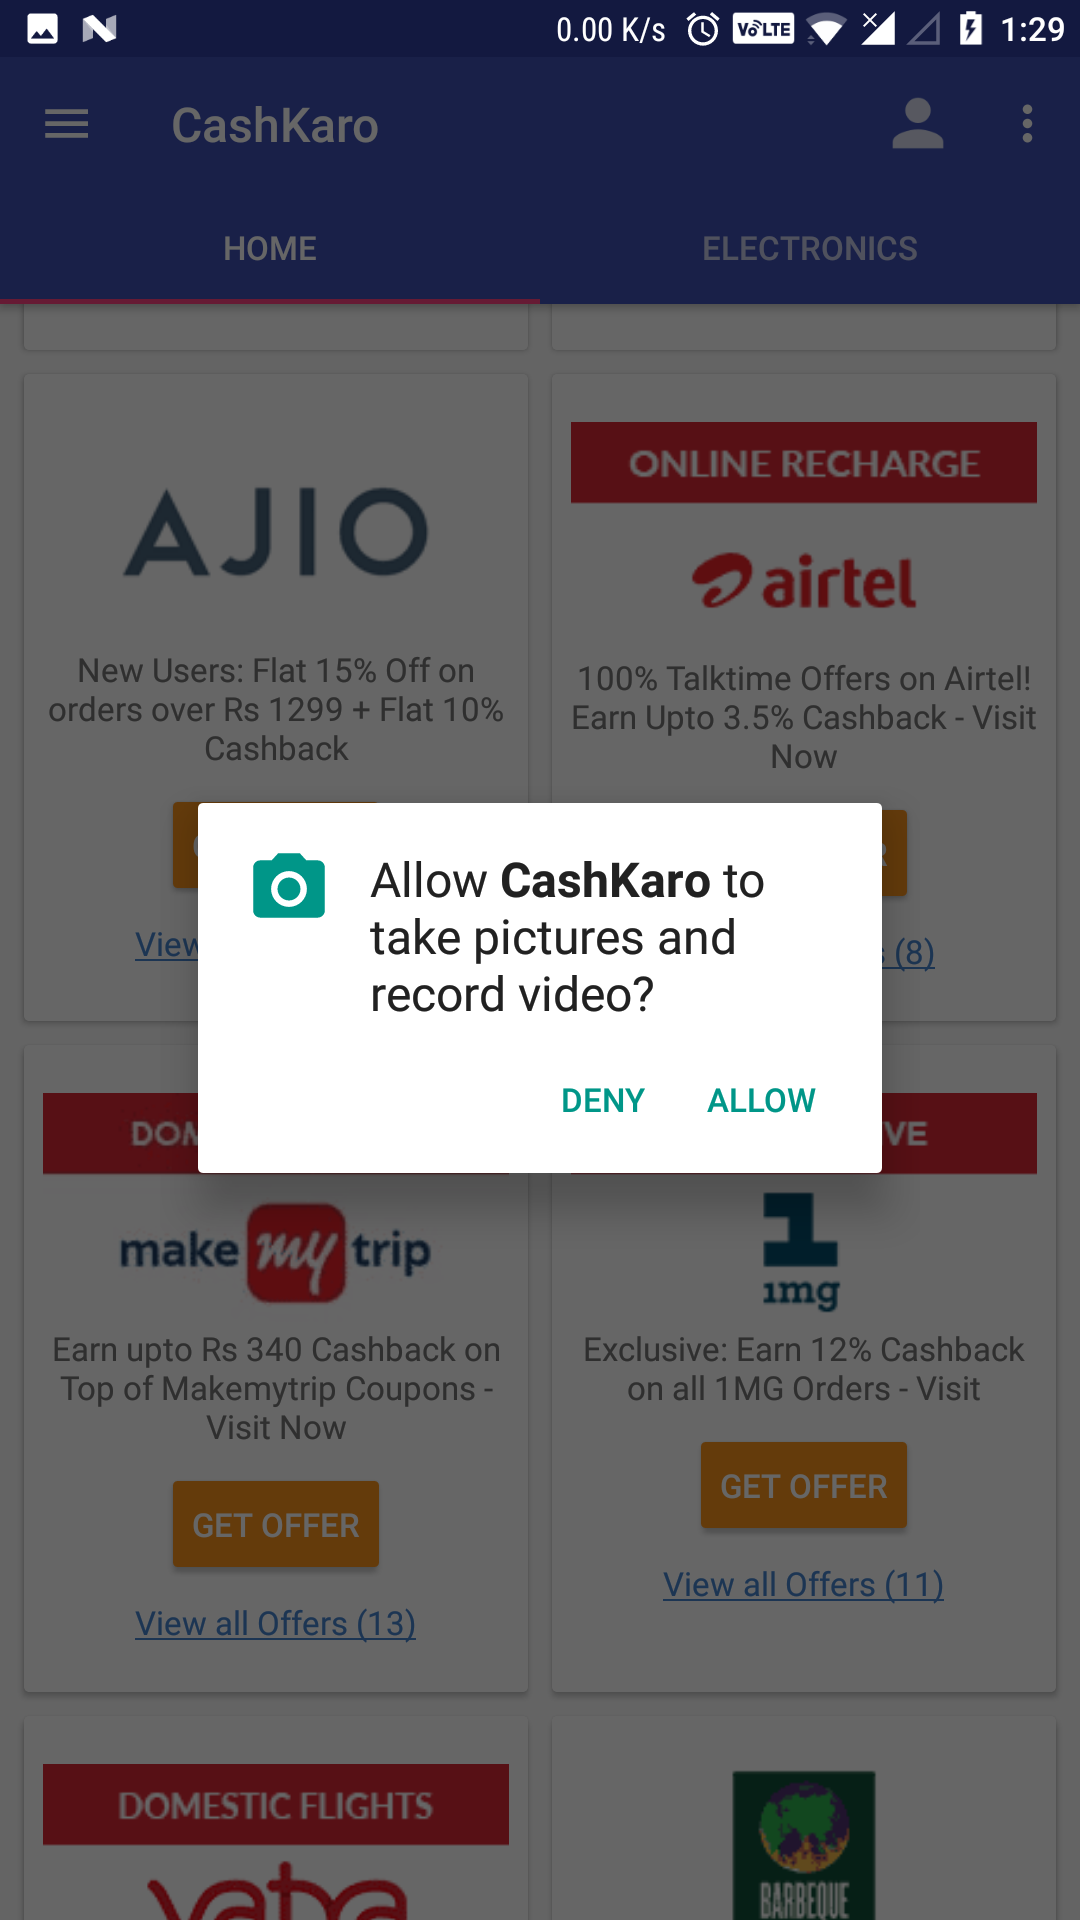 0.00 K/s VoLTE 1:29
CashKaro
HOME ELECTRONICS
AJIO
New Users: Flat 15% Off on
orders over Rs 1299 + Flat 10%
Cashback
View
ONLINE RECHARGE
airtel
100% Talktime Offers on Airtel!
Earn Upto 3.5% Cashback - Visit
Now
(8)
Allow CashKaro to
take pictures and
record video?
DENY ALLOW
make my trip
Earn upto Rs 340 Cashback on
Top of Makemytrip Coupons -
Visit Now
GET OFFER
View all Offers (13)
1mg
Exclusive: Earn 12% Cashback
on all 1MG Orders - Visit
GET OFFER
View all Offers (11)
DOMESTIC FLIGHTS
BARBEQUE